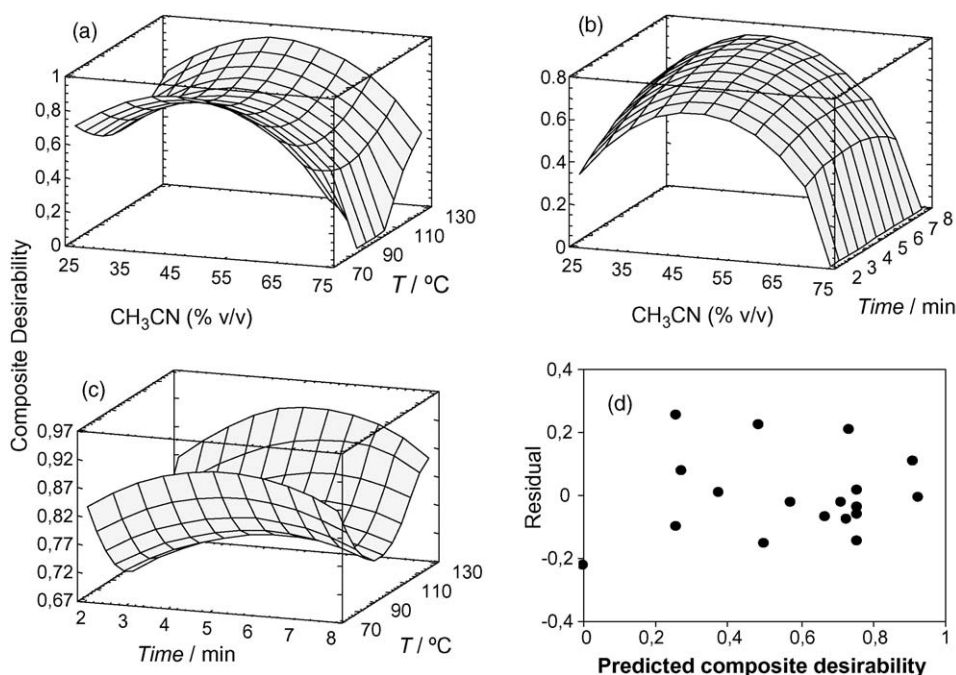 Composite Desirability
(a)
1
0,8
0,6
0,4
0,2
0
25 35 45 55 65 75
CH₃CN (% v/v)
70 90 110 130
T / ºC
(b)
0,8
0,6
0,4
0,2
0
25 35 45 55 65 75
CH₃CN (% v/v)
2 3 4 5 6 7 8
Time / min
(c)
0,97
0,92
0,87
0,82
0,77
0,72
0,67
2 3 4 5 6 7 8
Time / min
70 90 110 130
T / ºC
(d)
Residual
0,4
0,2
0
-0,2
-0,4
0 0,2 0,4 0,6 0,8 1
Predicted composite desirability